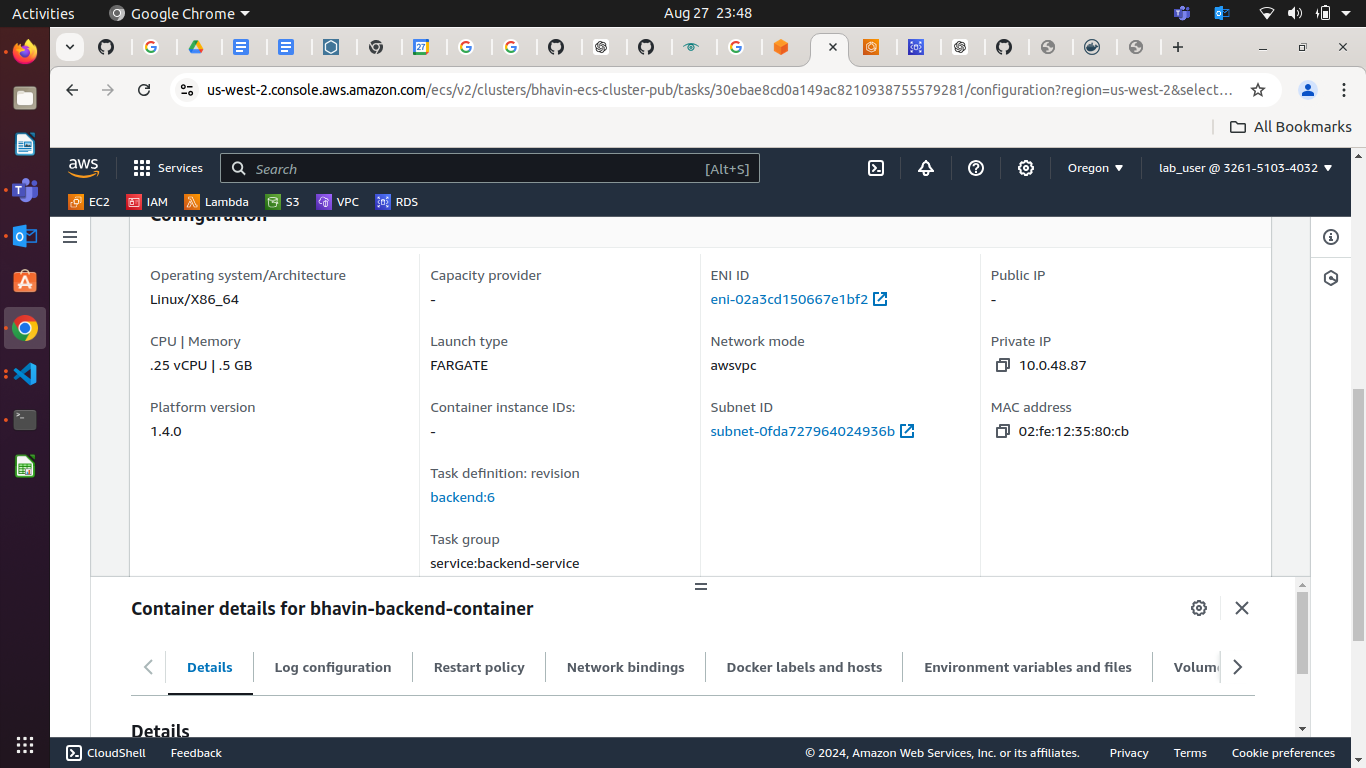 Activities Google Chrome Aug 27 23:48
us-west-2.console.aws.amazon.com/ecs/v2/clusters/bhavin-ecs-cluster-pub/tasks/30ebae8cd0a149ac8210938755579281/configuration?region=us-west-2&select...
All Bookmarks
aws Services Search [Alt+S] Oregon lab_user @ 3261-5103-4032
EC2 IAM Lambda S3 VPC RDS
Configuration
Operating system/Architecture
Linux/X86_64
CPU | Memory
.25 vCPU | .5 GB
Platform version
1.4.0
Capacity provider
-
Launch type
FARGATE
Container instance IDs:
-
Task definition: revision
backend:6
Task group
service:backend-service
ENI ID
eni-02a3cd150667e1bf2
Network mode
awsvpc
Subnet ID
subnet-0fda727964024936b
Public IP
-
Private IP
10.0.48.87
MAC address
02:fe:12:35:80:cb
Container details for bhavin-backend-container
Details Log configuration Restart policy Network bindings Docker labels and hosts Environment variables and files Volum
Details
CloudShell Feedback © 2024, Amazon Web Services, Inc. or its affiliates. Privacy Terms Cookie preferences